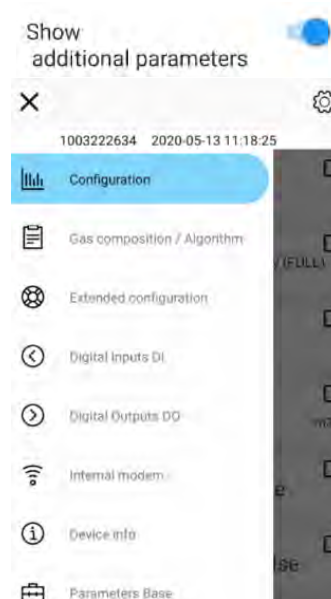 Show
additional parameters
1003222634 2020-05-13 11:18:25
Configuration
Gas composition / Algorithm
/ (FULL)
Extended configuration
Digital Inputs DI
Digital Outputs DO
Internal modem
Device info
Parameters Base